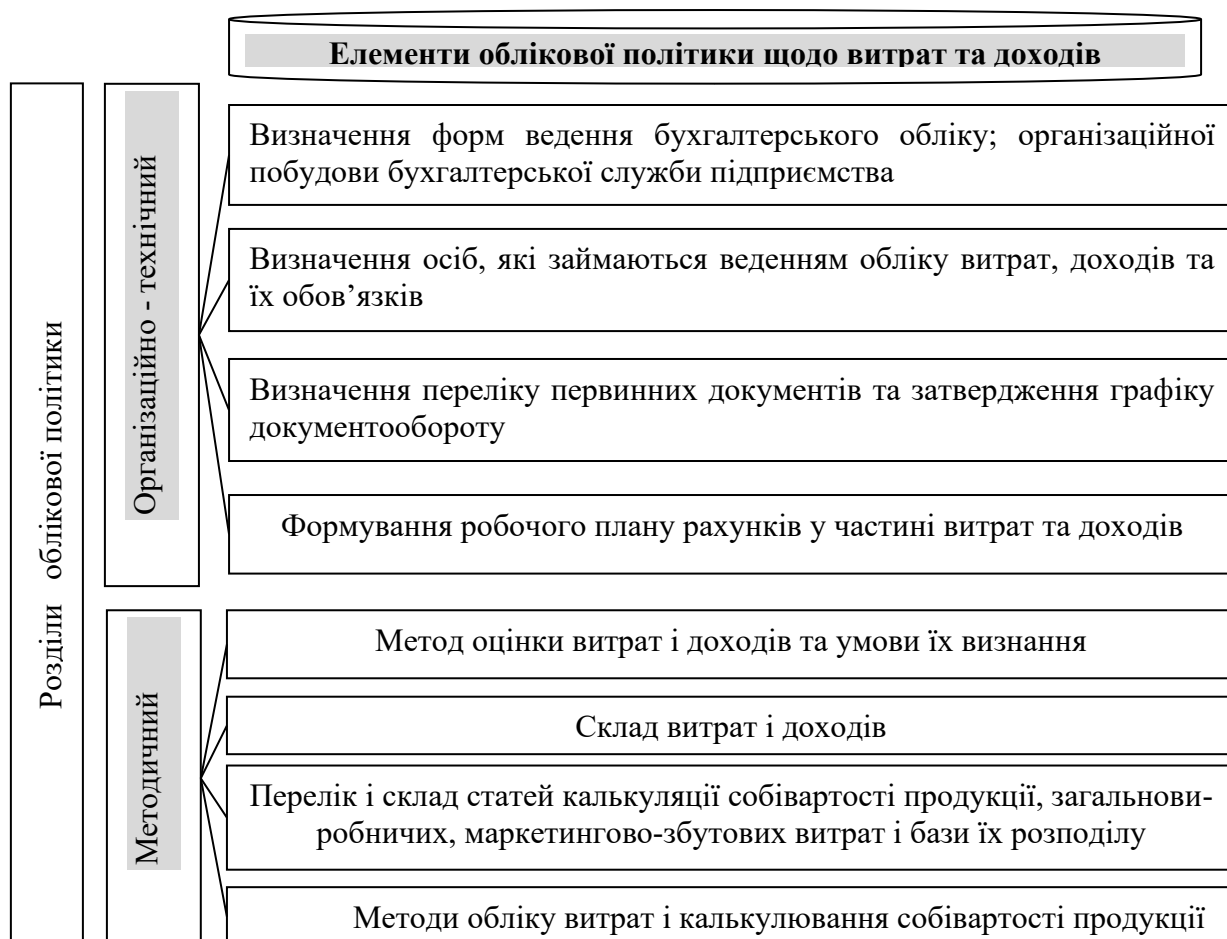 Елементи облікової політики щодо витрат та доходів
Розділи облікової політики
Організаційно - технічний
Визначення форм ведення бухгалтерського обліку; організаційної
побудови бухгалтерської служби підприємства
Визначення осіб, які займаються веденням обліку витрат, доходів та
їх обов’язків
Визначення переліку первинних документів та затвердження графіку
документообороту
Формування робочого плану рахунків у частині витрат та доходів
Методичний
Метод оцінки витрат і доходів та умови їх визнання
Склад витрат і доходів
Перелік і склад статей калькуляції собівартості продукції, загальнови-
робничих, маркетингово-збутових витрат і бази їх розподілу
Методи обліку витрат і калькулювання собівартості продукції